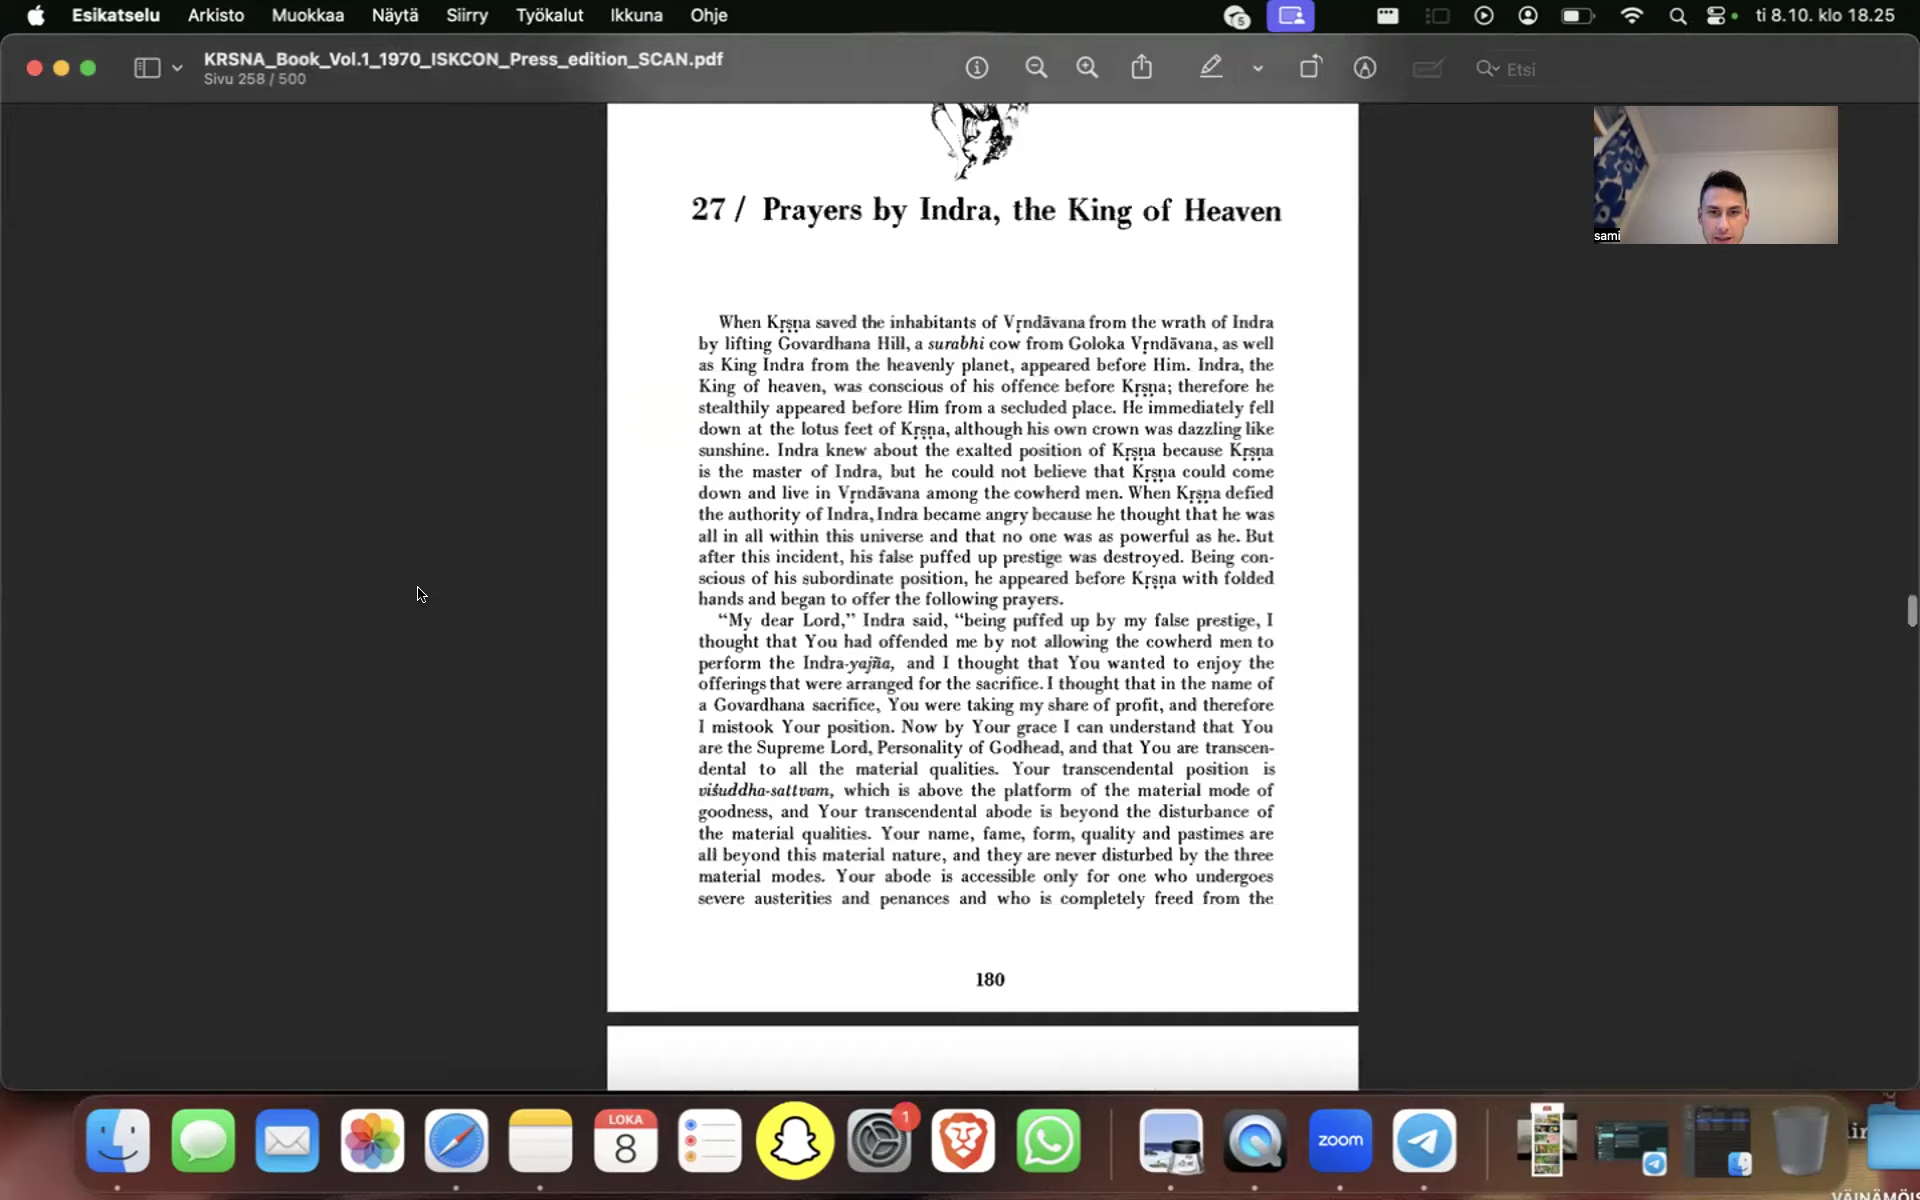 Esikatselu Arkisto Muokkaa Näytä Siirry Työkalut Ikkuna Ohje 5 ti 8.10. klo 18.25
KRSNA_Book_Vol.1_1970_ISKCON_Press_edition_SCAN.pdf
Sivu 258 / 500
Etsi
sami
27 / Prayers by Indra, the King of Heaven
When Kṛṣṇa saved the inhabitants of Vṛndāvana from the wrath of Indra
by lifting Govardhana Hill, a surabhi cow from Goloka Vṛndāvana, as well
as King Indra from the heavenly planet, appeared before Him. Indra, the
King of heaven, was conscious of his offence before Kṛṣṇa; therefore he
stealthily appeared before Him from a secluded place. He immediately fell
down at the lotus feet of Kṛṣṇa, although his own crown was dazzling like
sunshine. Indra knew about the exalted position of Kṛṣṇa because Kṛṣṇa
is the master of Indra, but he could not believe that Kṛṣṇa could come
down and live in Vṛndāvana among the cowherd men. When Kṛṣṇa defied
the authority of Indra, Indra became angry because he thought that he was
all in all within this universe and that no one was as powerful as he. But
after this incident, his false puffed up prestige was destroyed. Being con-
scious of his subordinate position, he appeared before Kṛṣṇa with folded
hands and began to offer the following prayers.
“My dear Lord,” Indra said, “being puffed up by my false prestige, I
thought that You had offended me by not allowing the cowherd men to
perform the Indra-yajña, and I thought that You wanted to enjoy the
offerings that were arranged for the sacrifice. I thought that in the name of
a Govardhana sacrifice, You were taking my share of profit, and therefore
I mistook Your position. Now by Your grace I can understand that You
are the Supreme Lord, Personality of Godhead, and that You are transcen-
dental to all the material qualities. Your transcendental position is
viśuddha-sattvam, which is above the platform of the material mode of
goodness, and Your transcendental abode is beyond the disturbance of
the material qualities. Your name, fame, form, quality and pastimes are
all beyond this material nature, and they are never disturbed by the three
material modes. Your abode is accessible only for one who undergoes
severe austerities and penances and who is completely freed from the
180
LOKA
8
1
zoom